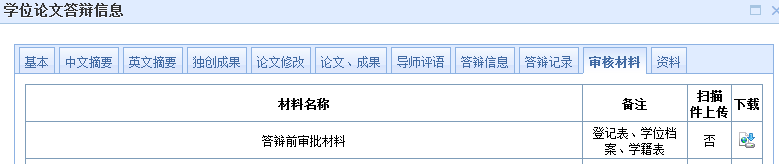 学位论文答辩信息
基本 中文摘要 英文摘要 独创成果 论文修改 论文、成果 导师评语 答辩信息 答辩记录 审核材料 资料
材料名称 备注 扫描件上传 下载
答辩前审批材料 登记表、学位档案、学籍表 否